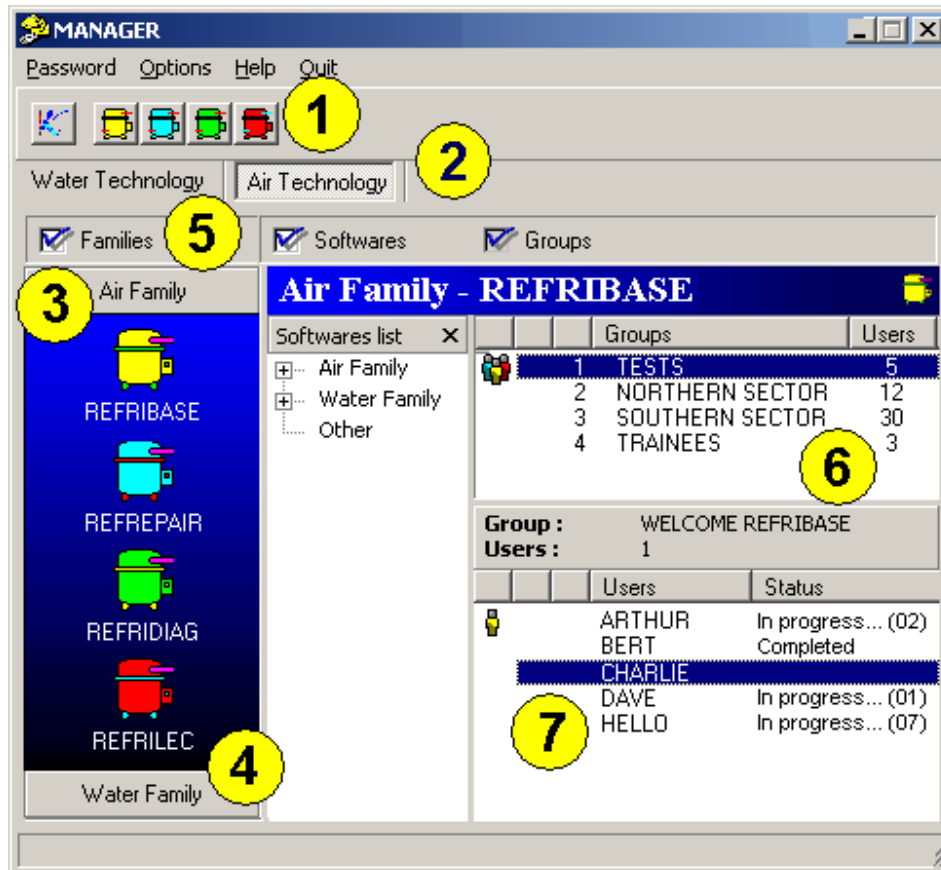 MANAGER
Password Options Help Quit
1
2
Water Technology Air Technology
5
Families Softwares Groups
3
Air Family
Air Family - REFRIBASE
Softwares list X
Groups Users
Air Family
1 TESTS 5
Water Family
2 NORTHERN SECTOR 12
Other
3 SOUTHERN SECTOR 30
4 TRAINEES 3
6
REFRIBASE
REFREPAIR
REFRIDIAG
REFRILEC
4
Water Family
Group : WELCOME REFRIBASE
Users : 1
Users Status
ARTHUR In progress... (02)
BERT Completed
CHARLIE
DAVE In progress... (01)
HELLO In progress... (07)
7